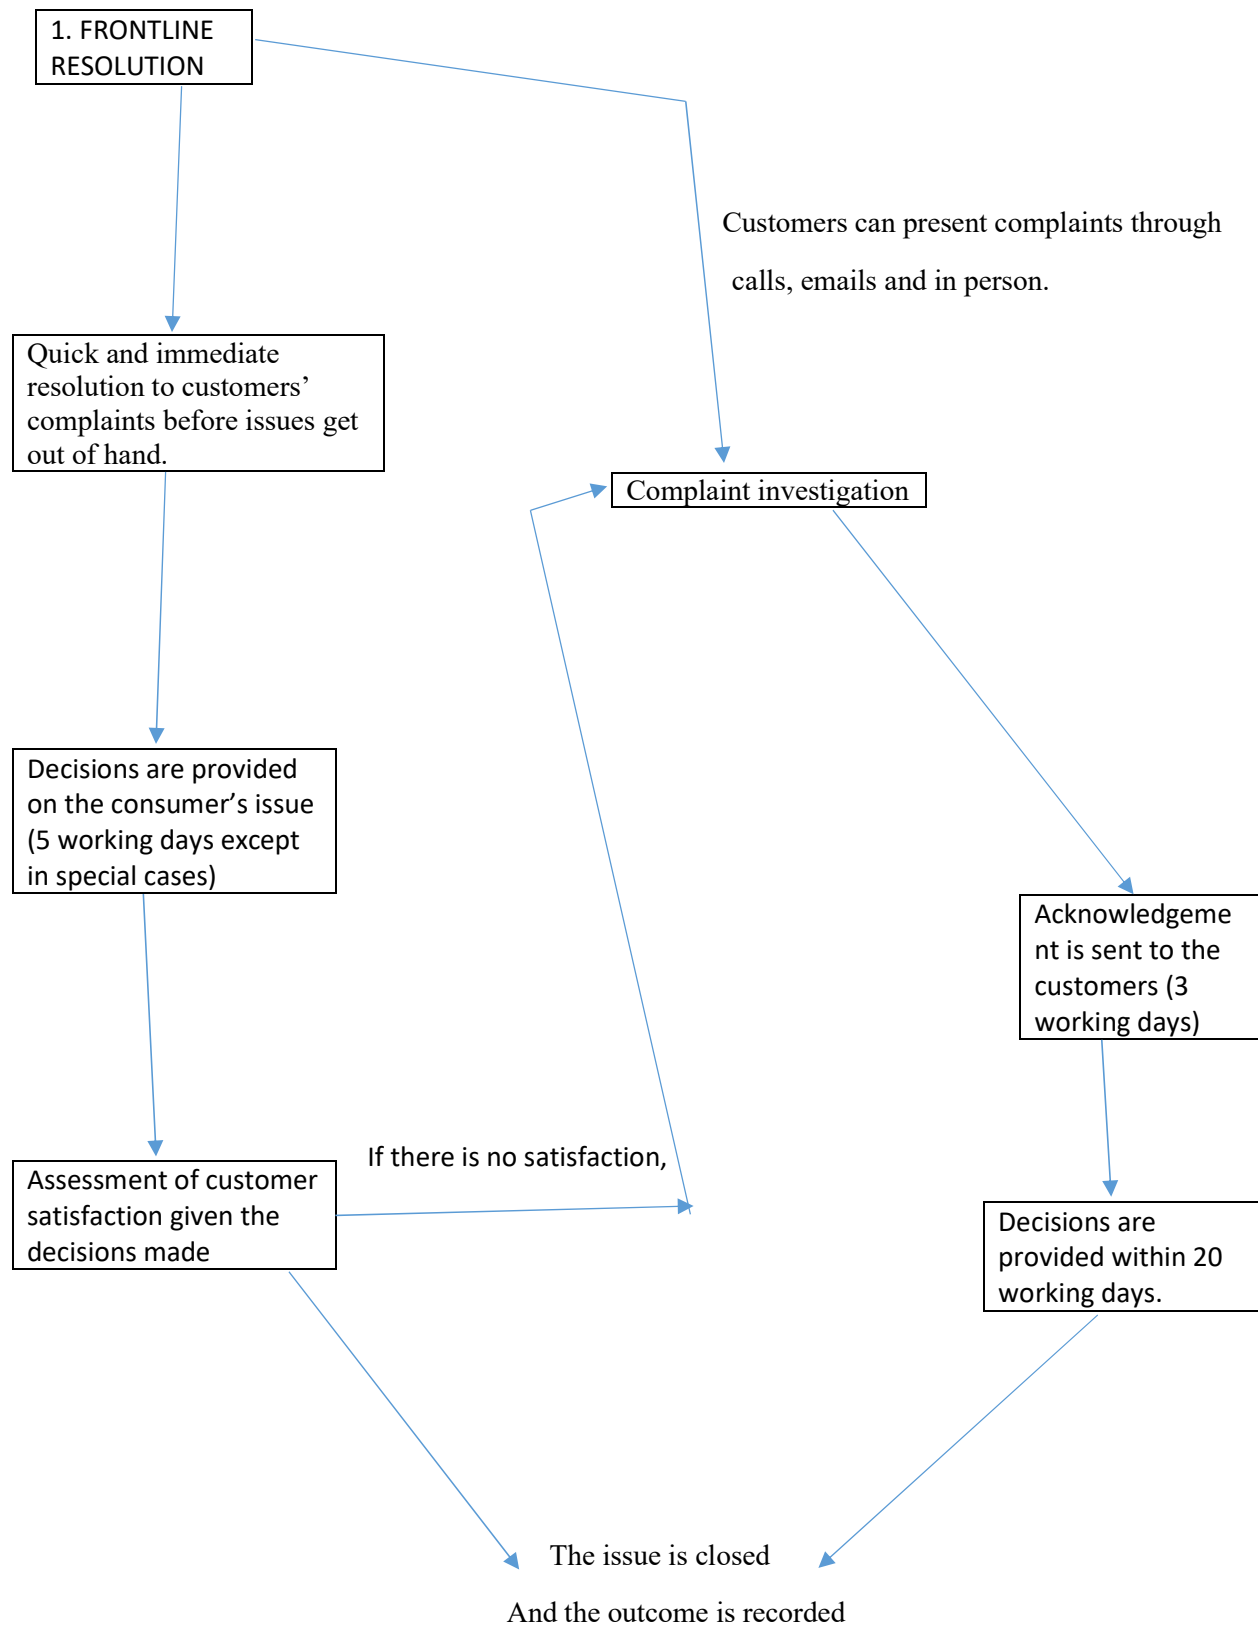 1. FRONTLINE
RESOLUTION
Customers can present complaints through
calls, emails and in person.
Quick and immediate
resolution to customers’
complaints before issues get
out of hand.
Complaint investigation
Decisions are provided
on the consumer’s issue
(5 working days except
in special cases)
Acknowledgeme
nt is sent to the
customers (3
working days)
If there is no satisfaction,
Assessment of customer
satisfaction given the
decisions made
Decisions are
provided within 20
working days.
The issue is closed
And the outcome is recorded